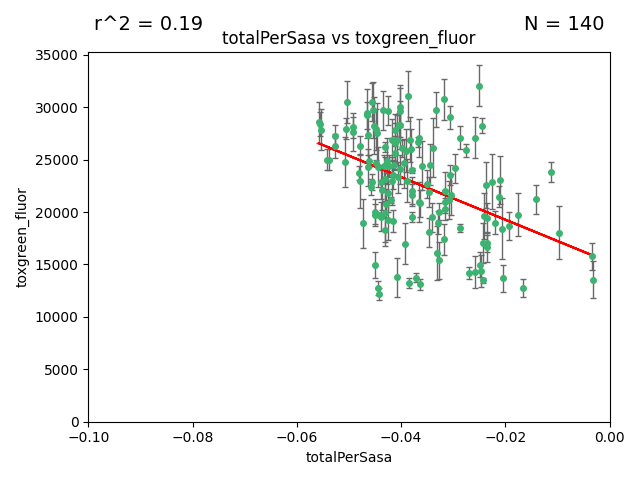 r^2 = 0.19
N = 140
totalPerSasa vs toxgreen_fluor
35000
30000
25000
20000
15000
10000
5000
0
toxgreen_fluor
−0.10
−0.08
−0.06
−0.04
−0.02
0.00
totalPerSasa